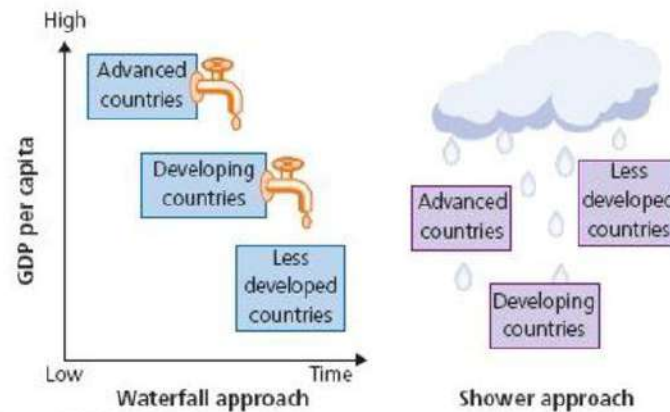 High
GDP per capita
Advanced
countries
Developing
countries
Less
developed
countries
Low
Time
Waterfall approach
Advanced
countries
Less
developed
countries
Developing
countries
Shower approach